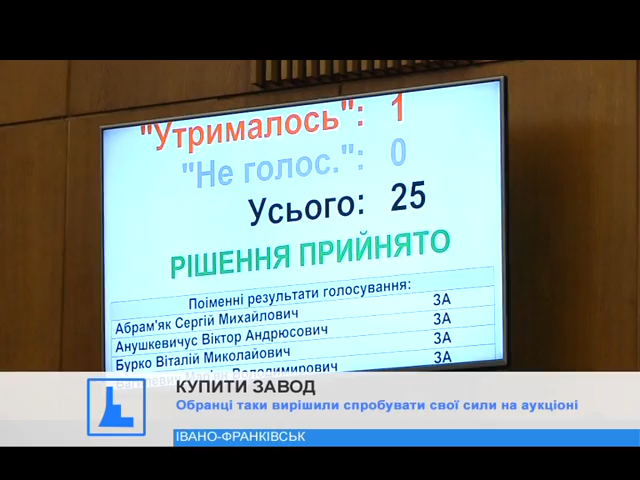 "Утрималось": 1
"Не голос.": 0
Усього: 25
РІШЕННЯ ПРИЙНЯТО
Поіменні результати голосування:
Абрам'як Сергій Михайлович ЗА
Анушкевичус Віктор Андрюсович ЗА
Бурко Віталій Миколайович ЗА
Володимирович ЗА
КУПИТИ ЗАВОД
Обранці таки вирішили спробувати свої сили на аукціоні
ІВАНО-ФРАНКІВСЬК